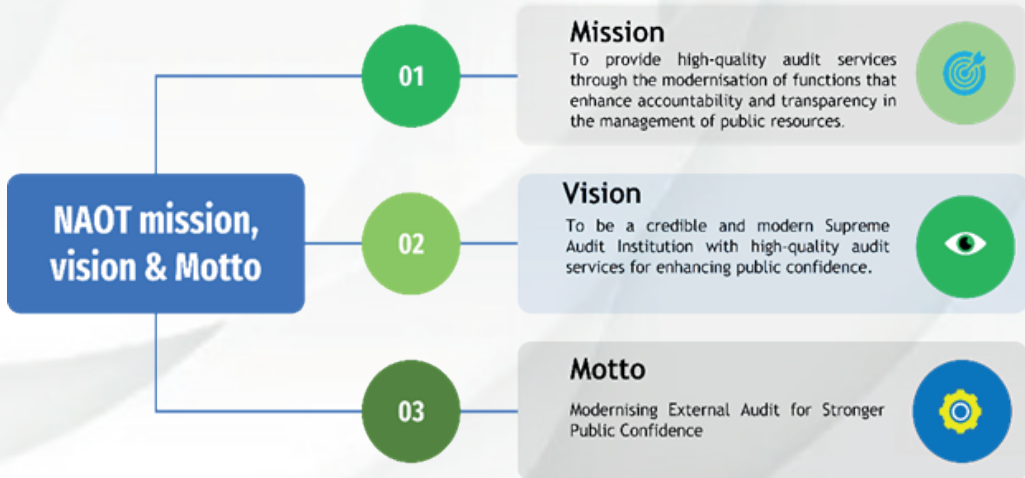 NAOT mission,
vision & Motto
01
Mission
To provide high-quality audit services
through the modernisation of functions that
enhance accountability and transparency in
the management of public resources.
02
Vision
To be a credible and modern Supreme
Audit Institution with high-quality audit
services for enhancing public confidence.
03
Motto
Modernising External Audit for Stronger
Public Confidence